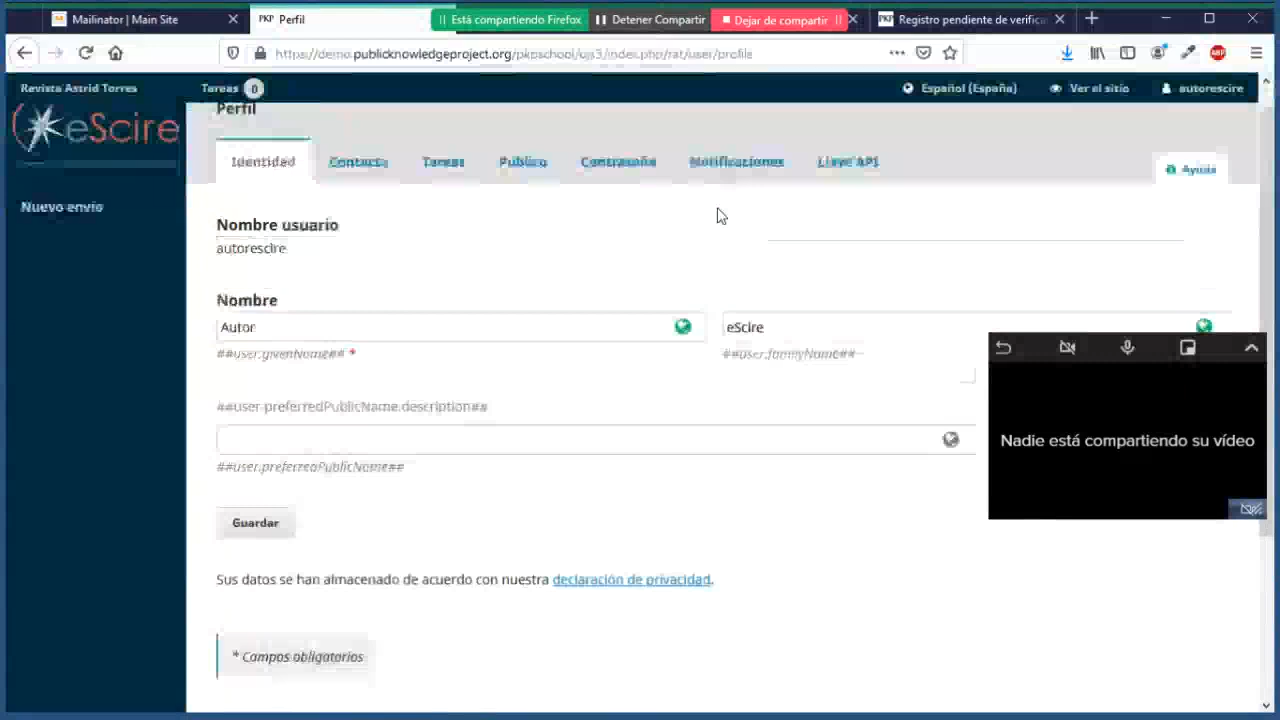 Mailinator | Main Site
PKP Perfil
Está compartiendo Firefox
Detener Compartir
Dejar de compartir
PKP Registro pendiente de verifica
https://demo.publicknowledgeproject.org/pkpschool/ojs3/index.php/rat/user/profile
Revista Astrid Torres
Tareas 0
Español (España)
Ver el sitio
autorescire
eScire
Perfil
Identidad
Contacto
Tareas
Público
Contraseña
Notificaciones
Llave API
Ayuda
Nuevo envío
Nombre usuario
autorescire
Nombre
Autor
eScire
##user.givenName## *
##user.familyName##
##user.preferredPublicName.description##
##user.preferredPublicName##
Nadie está compartiendo su vídeo
Guardar
Sus datos se han almacenado de acuerdo con nuestra declaración de privacidad.
* Campos obligatorios